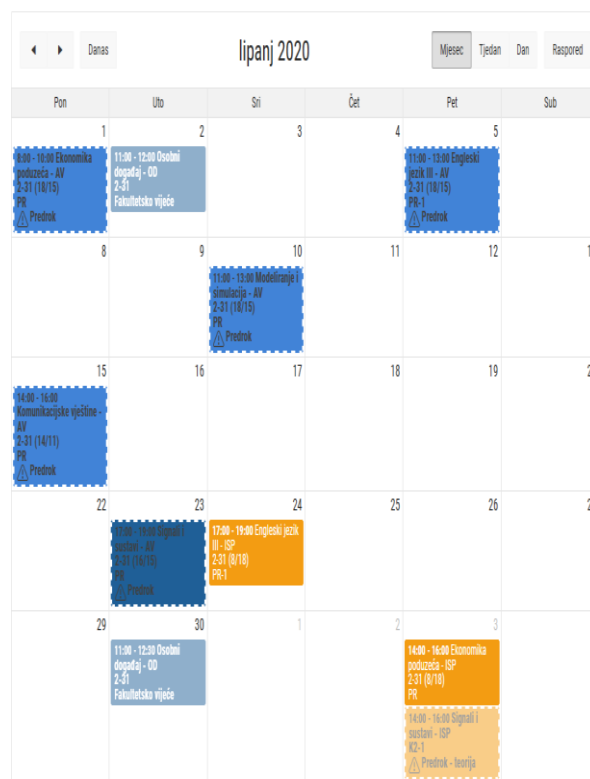 Danas
lipanj 2020
Mjesec Tjedan Dan Raspored
Pon Uto Sri Čet Pet Sub
1 2 3 4 5
8:00 - 10:00 Ekonomika
poduzeća - AV
2-31 (18/15)
PR
Predrok
11:00 - 12:00 Osobni
događaj - OD
2-31
Fakultetsko vijeće
11:00 - 13:00 Engleski
jezik III - AV
2-31 (18/15)
PR-1
Predrok
8 9 10 11 12
11:00 - 13:00 Modeliranje i
simulacija - AV
2-31 (18/15)
PR
Predrok
15 16 17 18 19
14:00 - 16:00
Komunikacijske vještine -
AV
2-31 (14/11)
PR
Predrok
22 23 24 25 26
Signali i
sustavi - AV
2-31 (16/15)
PR
Predrok
17:00 - 19:00 Engleski jezik
III - ISP
2-31 (8/18)
PR-1
29 30 1 2 3
11:00 - 12:30 Osobni
događaj - OD
2-31
Fakultetsko vijeće
14:00 - 16:00 Ekonomika
poduzeća - ISP
2-31 (8/18)
PR
14:00 - 16:00 Signali i
sustavi - ISP
K2-1
Predrok - teorija